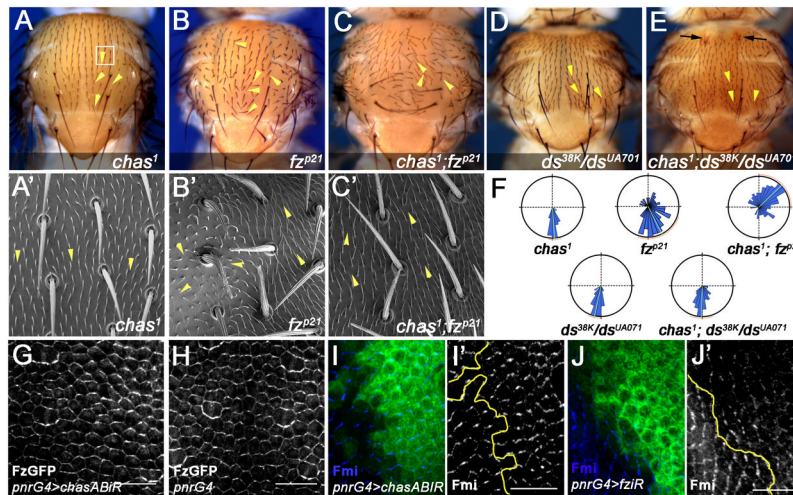 A
B
C
D
E
chas1
fzp21
chas1;fzp21
ds38K/dsUA701
chas1;ds38K/dsUA70
A'
B'
C'
F
chas1
fzp21
chas1;fzp21
chas1
fzp21
chas1; fzp
ds38K/dsUA071
chas1; ds38K/dsUA071
G
H
I
I'
J
J'
FzGFP
pnrG4>chasABiR
FzGFP
pnrG4
Fmi
pnrG4>chasABIR
Fmi
Fmi
pnrG4>fziR
Fmi